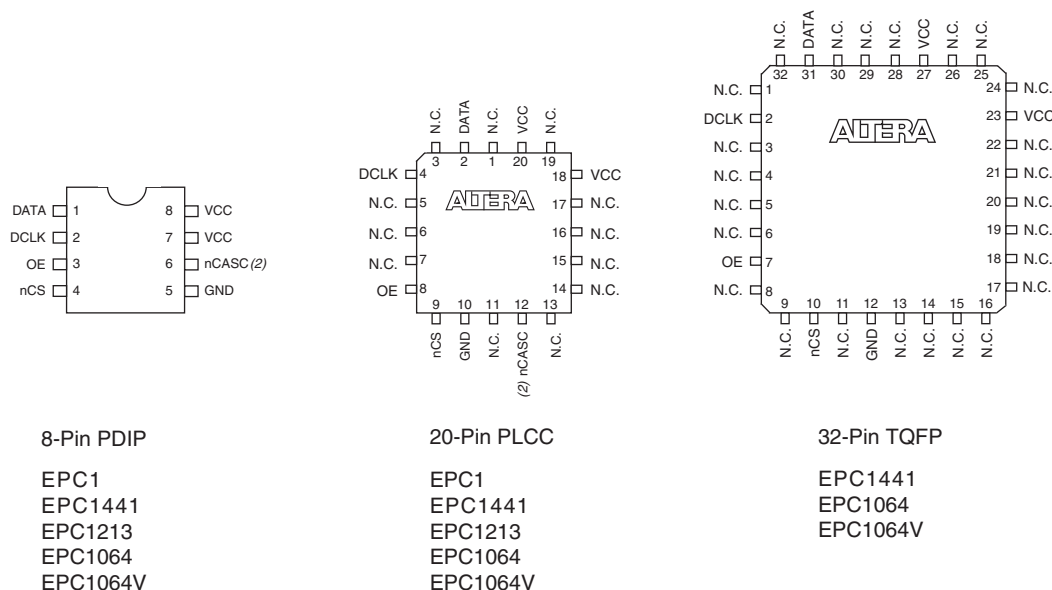 DATA 1 8 VCC
DCLK 2 7 VCC
OE 3 6 nCASC (2)
nCS 4 5 GND
8-Pin PDIP
EPC1
EPC1441
EPC1213
EPC1064
EPC1064V
N.C. DATA N.C. VCC N.C.
3 2 1 20 19
DCLK 4 18 VCC
N.C. 5 ALTERA 17 N.C.
N.C. 6 16 N.C.
N.C. 7 15 N.C.
OE 8 14 N.C.
9 10 11 12 13
nCS GND N.C. (2) nCASC N.C.
20-Pin PLCC
EPC1
EPC1441
EPC1213
EPC1064
EPC1064V
N.C. DATA N.C. N.C. N.C. VCC N.C. N.C.
32 31 30 29 28 27 26 25
N.C. 1 24 N.C.
DCLK 2 ALTERA 23 VCC
N.C. 3 22 N.C.
N.C. 4 21 N.C.
N.C. 5 20 N.C.
N.C. 6 19 N.C.
OE 7 18 N.C.
N.C. 8 17 N.C.
9 10 11 12 13 14 15 16
N.C. nCS N.C. GND N.C. N.C. N.C. N.C.
32-Pin TQFP
EPC1441
EPC1064
EPC1064V